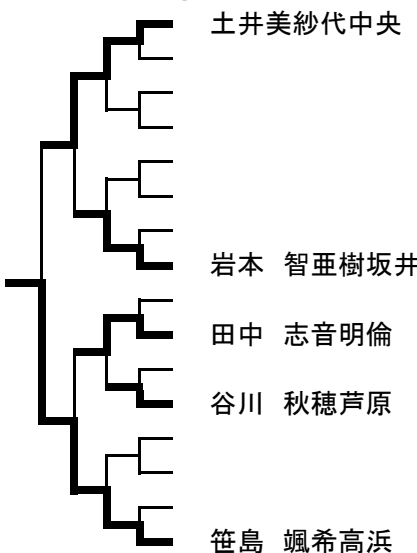 土井美紗代中央
岩本 智亜樹坂井
田中 志音明倫
谷川 秋穂芦原
笹島 颯希高浜